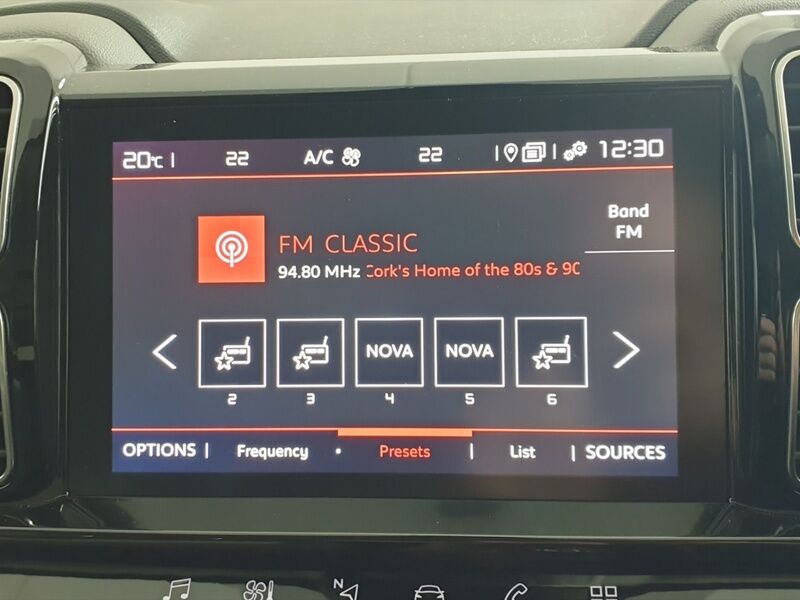 20°C | 22 A/C 22 | | 12:30
Band
FM
FM CLASSIC
94.80 MHz Cork's Home of the 80s & 90
NOVA NOVA
2 3 4 5 6
OPTIONS | Frequency • Presets | List | SOURCES
N